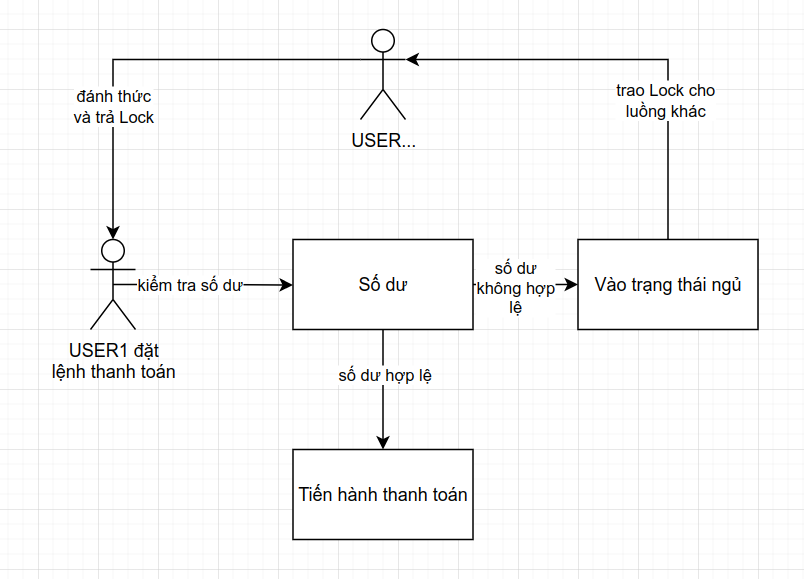 USER...
đánh thức
và trả Lock
trao Lock cho
luồng khác
USER1 đặt
lệnh thanh toán
kiểm tra số dư
Số dư
số dư
không hợp
lệ
Vào trạng thái ngủ
số dư hợp lệ
Tiến hành thanh toán